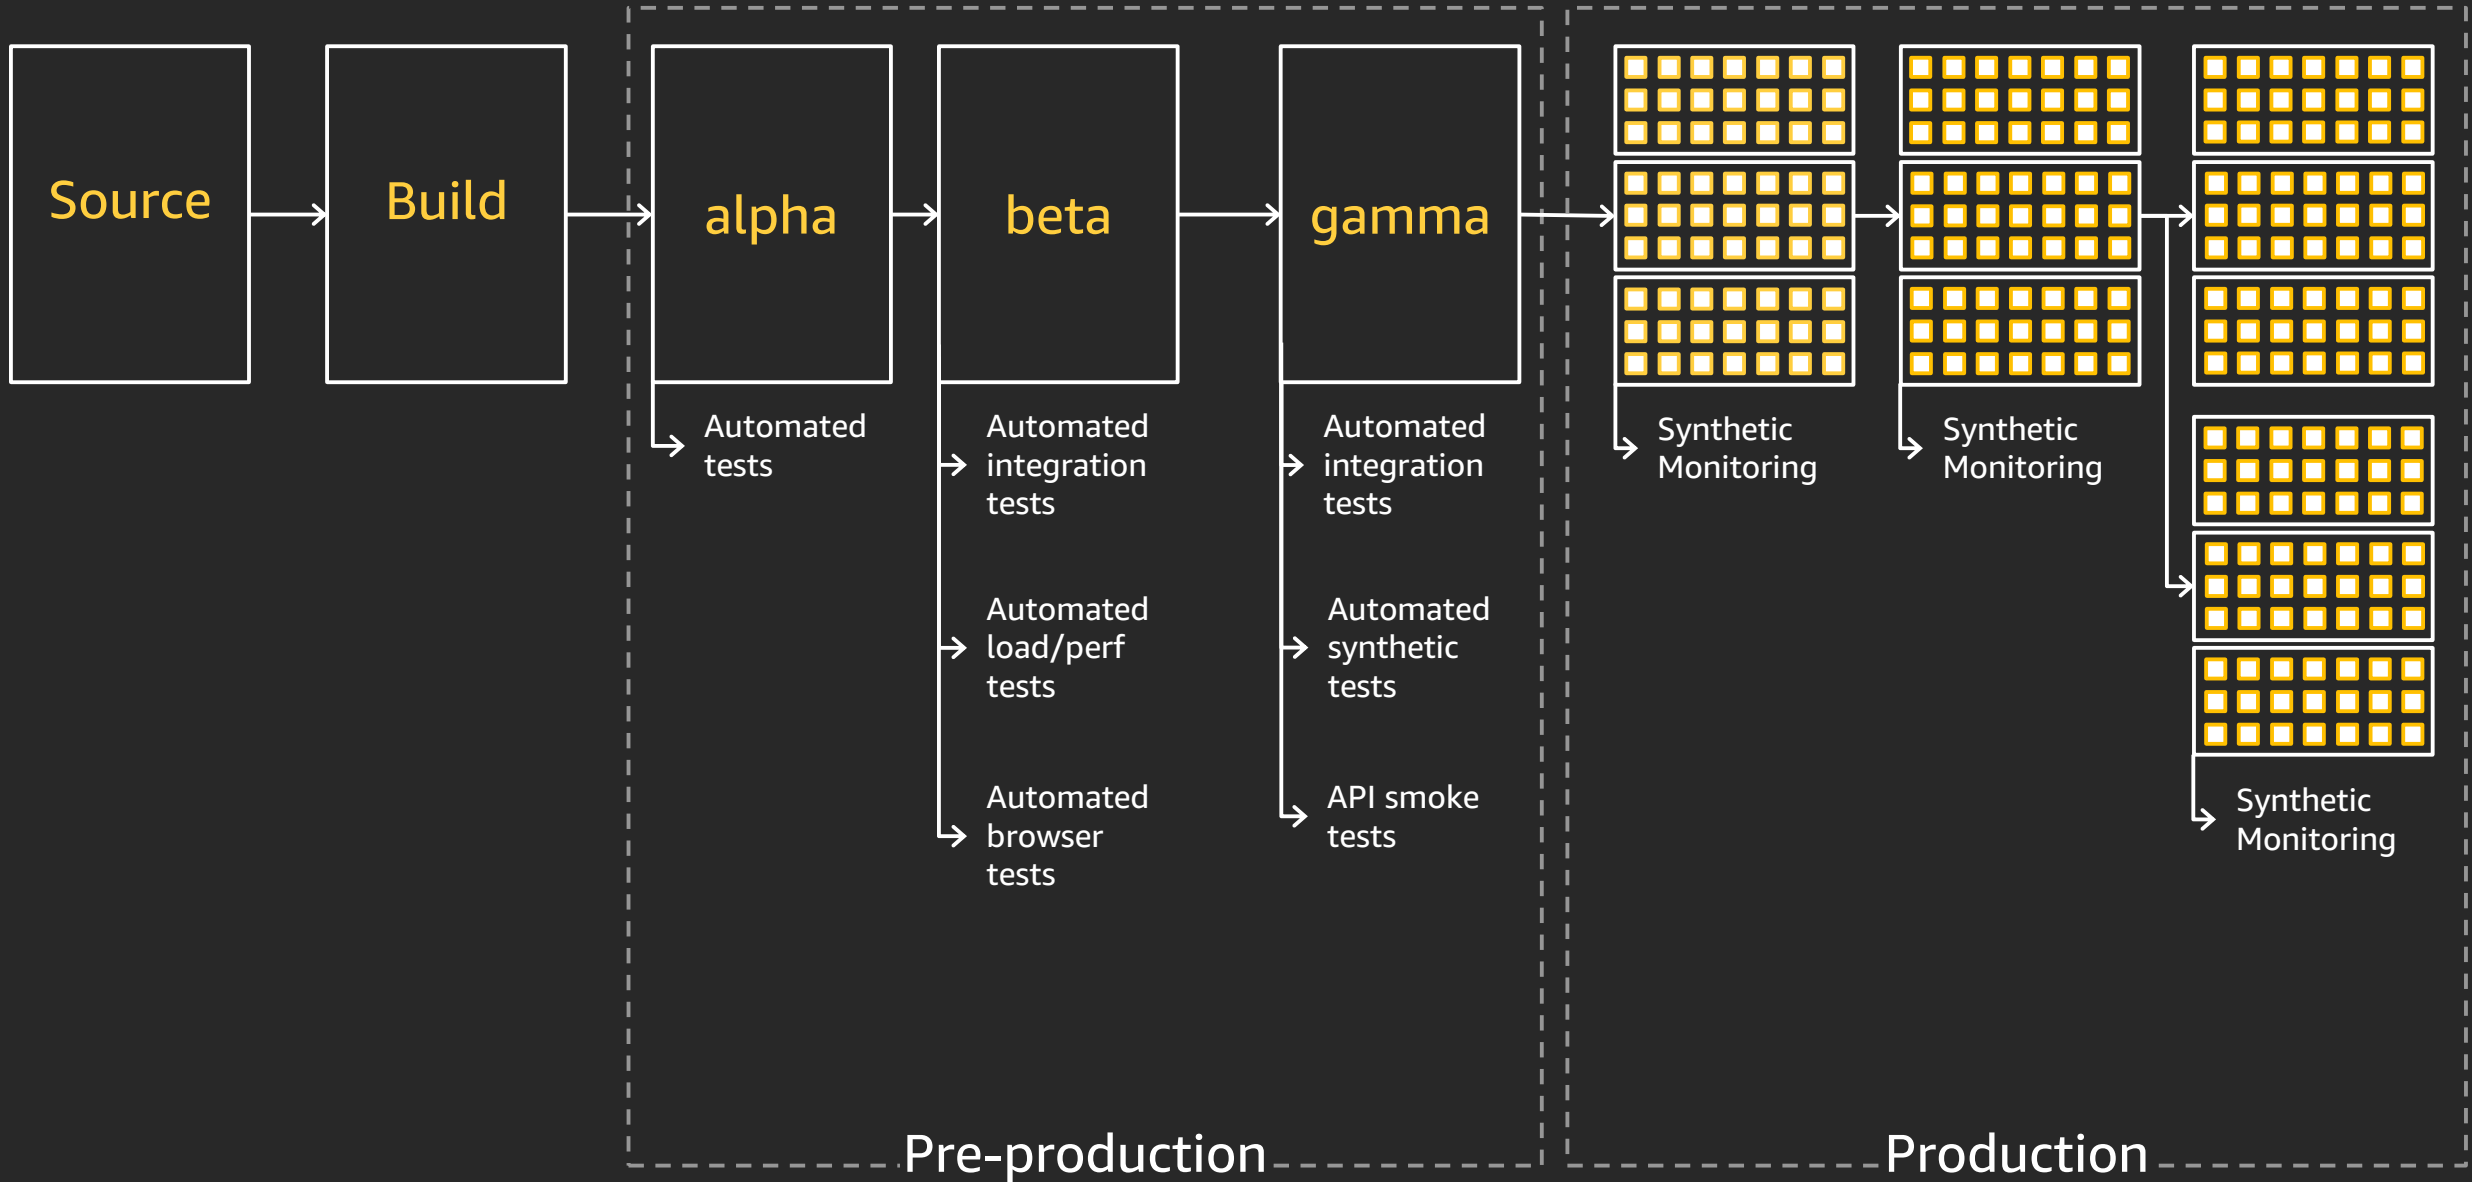 Source
Build
alpha
beta
gamma
Automated
tests
Automated
integration
tests
Automated
load/perf
tests
Automated
browser
tests
Automated
integration
tests
Automated
synthetic
tests
API smoke
tests
Synthetic
Monitoring
Synthetic
Monitoring
Synthetic
Monitoring
Pre-production
Production